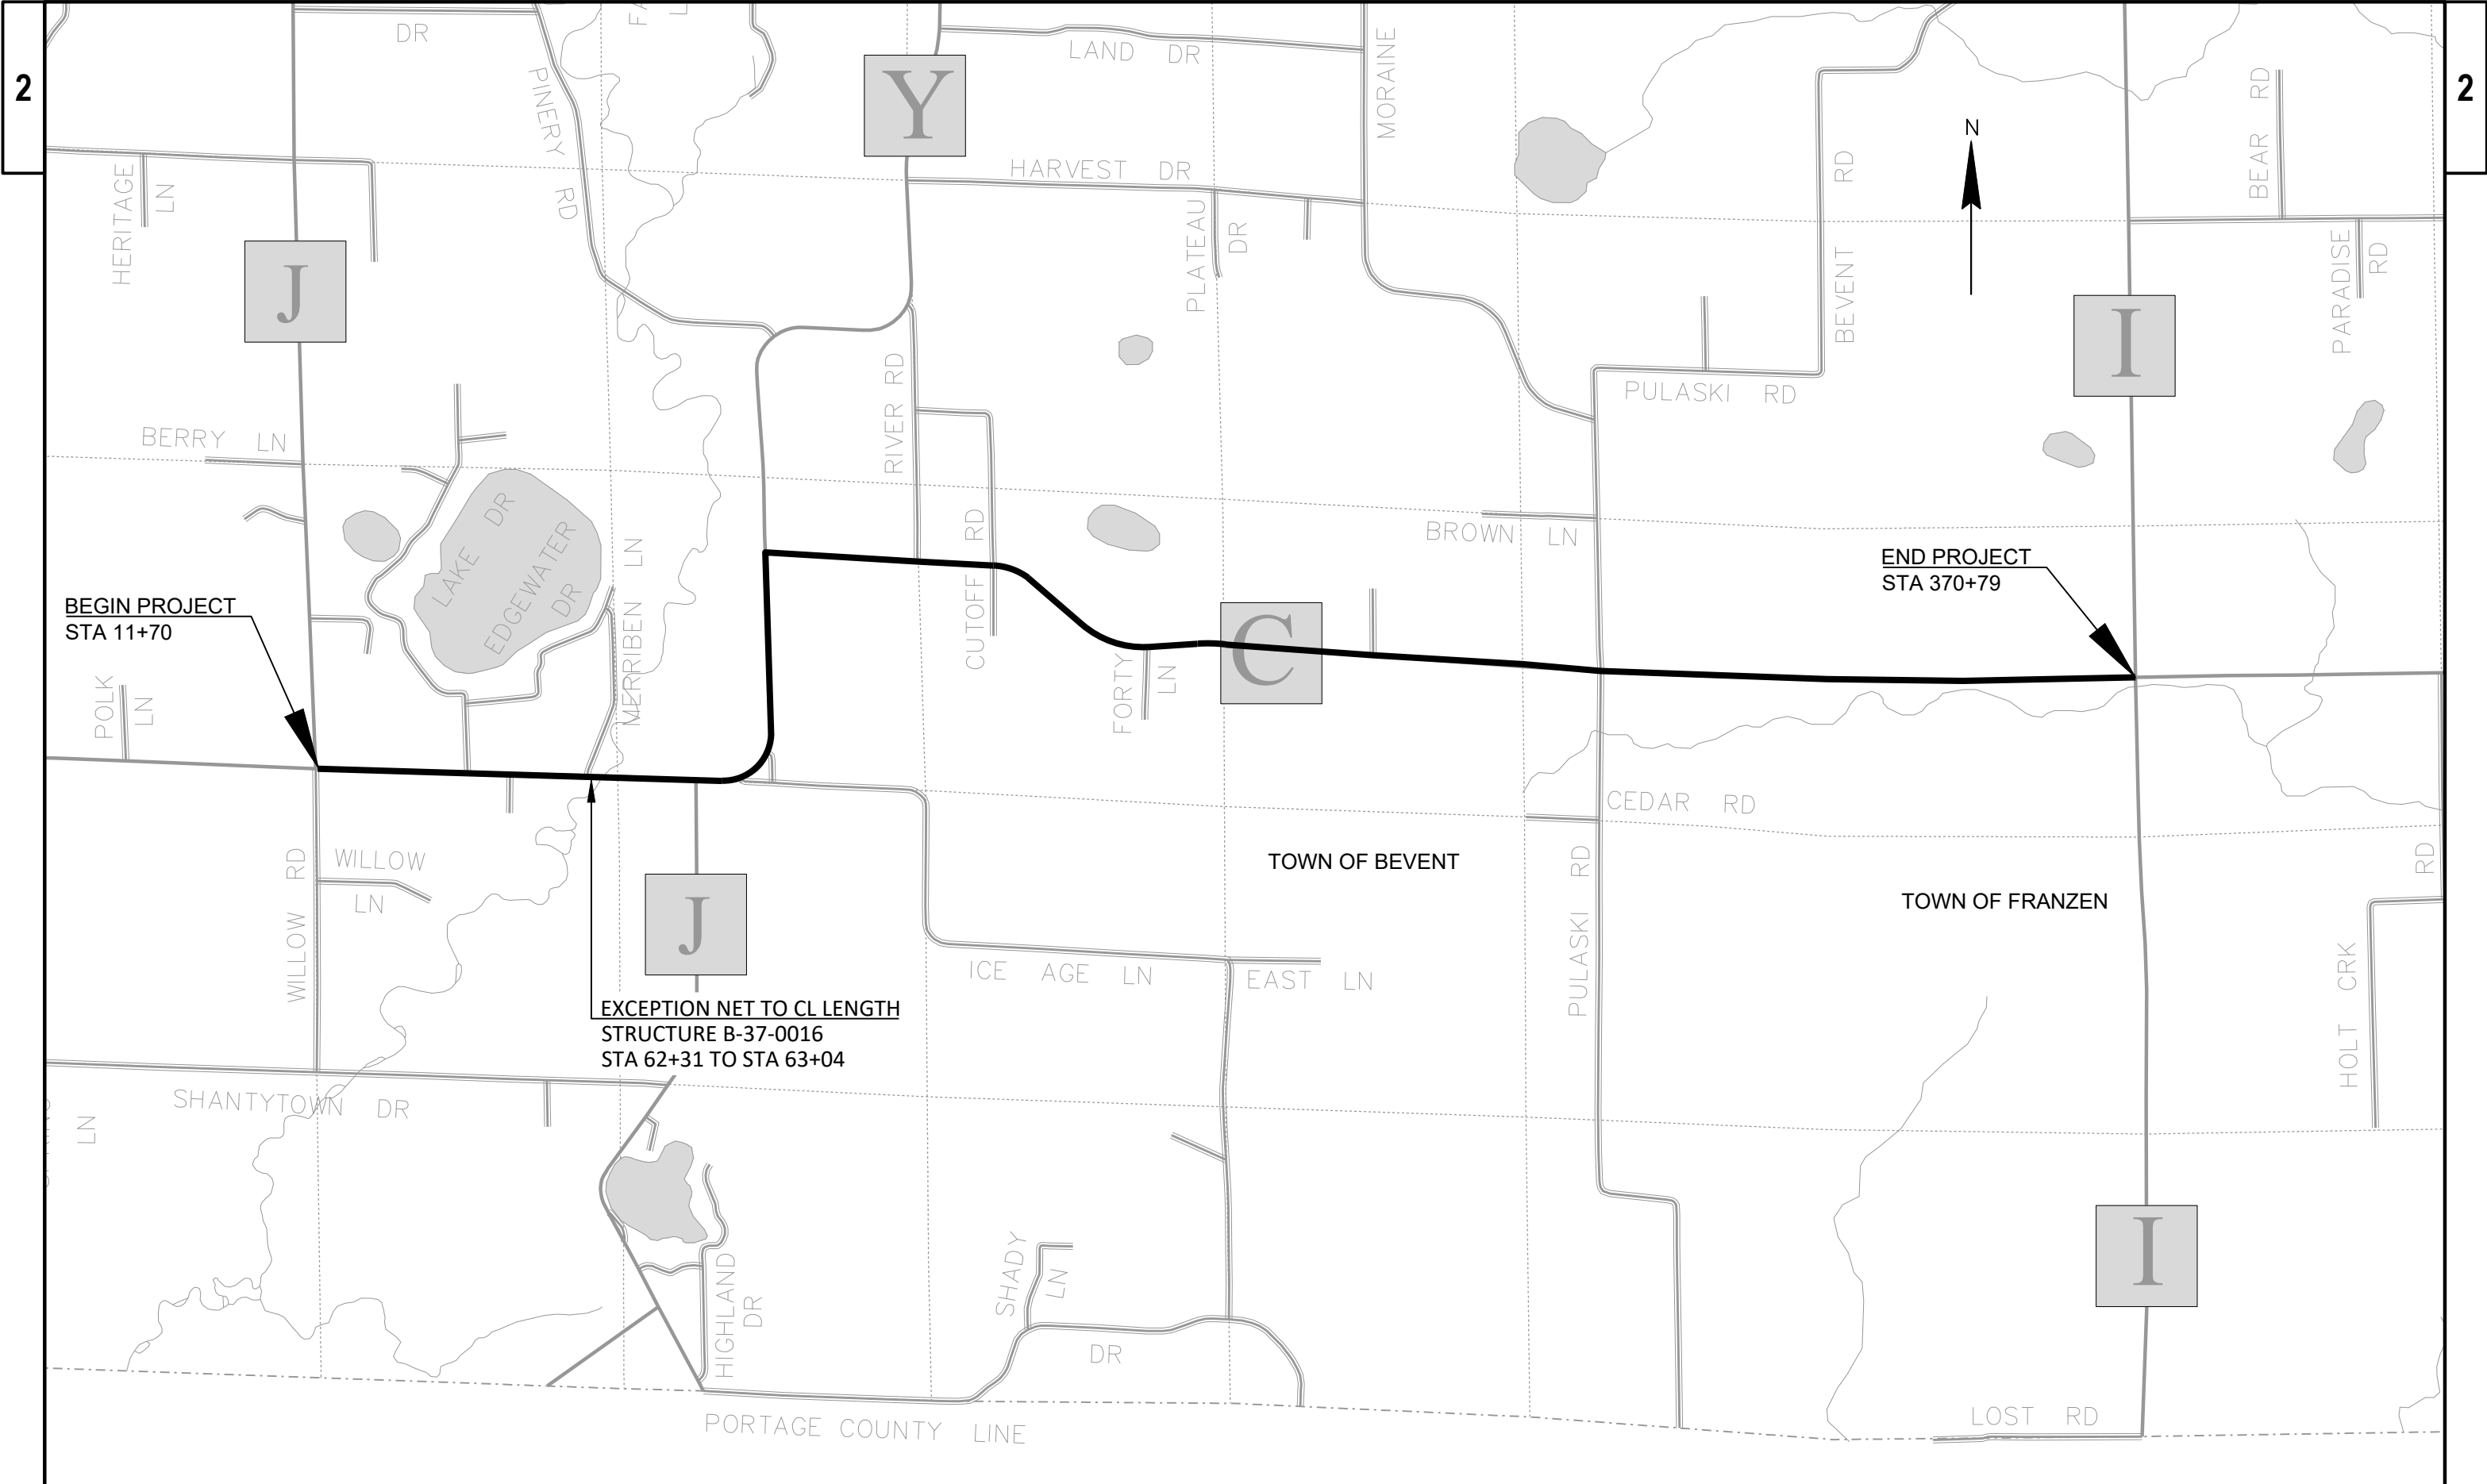 2
2
DR
LAND DR
MORAINE
PINERY RD
Y
N
BEAR RD
HERITAGE
LN
HARVEST DR
BEVENT RD
PLATEAU
DR
PARADISE
RD
J
I
RIVER RD
PULASKI RD
BERRY LN
LAKE DR
EDGEWATER
DR
MERRIBEN LN
CUTOFF RD
BROWN LN
END PROJECT
STA 370+79
BEGIN PROJECT
STA 11+70
C
POLK
LN
FORTY
LN
CEDAR RD
WILLOW RD
WILLOW
LN
TOWN OF BEVENT
PULASKI RD
RD
TOWN OF FRANZEN
J
ICE AGE LN
EAST LN
HOLT CRK
EXCEPTION NET TO CL LENGTH
STRUCTURE B-37-0016
STA 62+31 TO STA 63+04
SHANTYTOWN DR
LN
I
SHADY
LN
HIGHLAND
DR
DR
PORTAGE COUNTY LINE
LOST RD